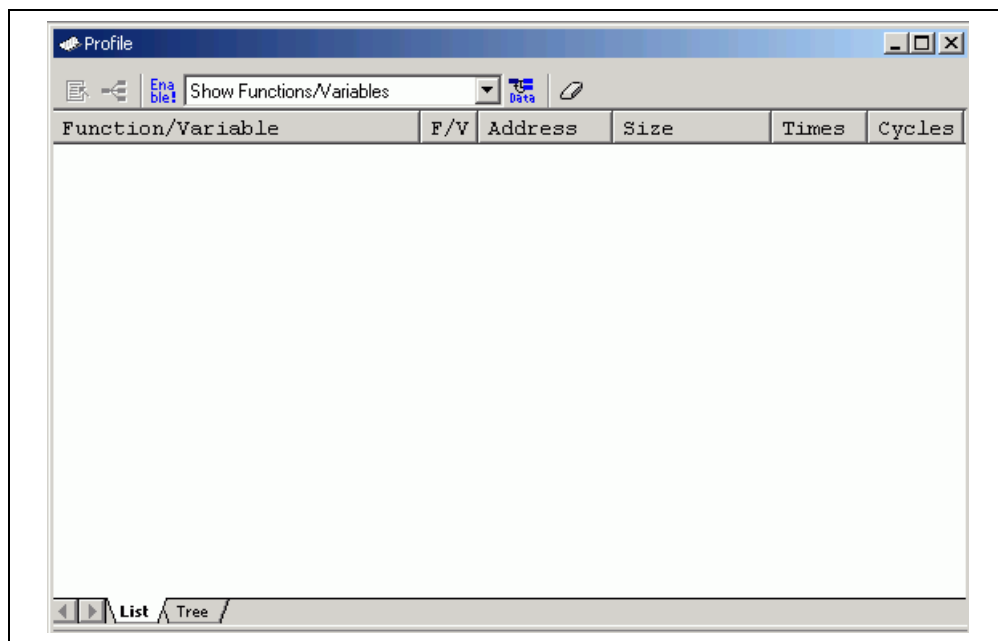 Profile
Ena
ble!
Show Functions/Variables
Data
Function/Variable F/V Address Size Times Cycles
List Tree